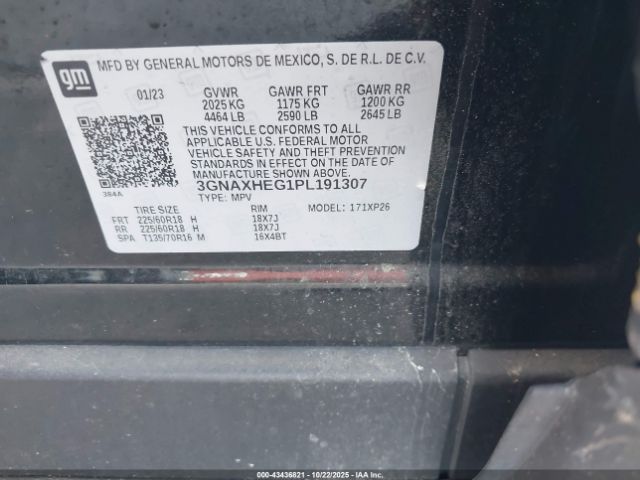 gm
MFD BY GENERAL MOTORS DE MEXICO, S. DE R.L. DE C.V.
01/23 GVWR GAWR FRT GAWR RR
2025 KG 1175 KG 1200 KG
4464 LB 2590 LB 2645 LB
THIS VEHICLE CONFORMS TO ALL
APPLICABLE U.S. FEDERAL MOTOR
VEHICLE SAFETY AND THEFT PREVENTION
STANDARDS IN EFFECT ON THE DATE OF
MANUFACTURE SHOWN ABOVE.
384A
3GNAXHEG1PL191307
TYPE: MPV
TIRE SIZE RIM MODEL: 171XP26
FRT 225/60R18 H 18X7J
RR 225/60R18 H 18X7J
SPA T135/70R16 M 16X4BT
000-43436821 - 10/22/2025 - IAAI.COM